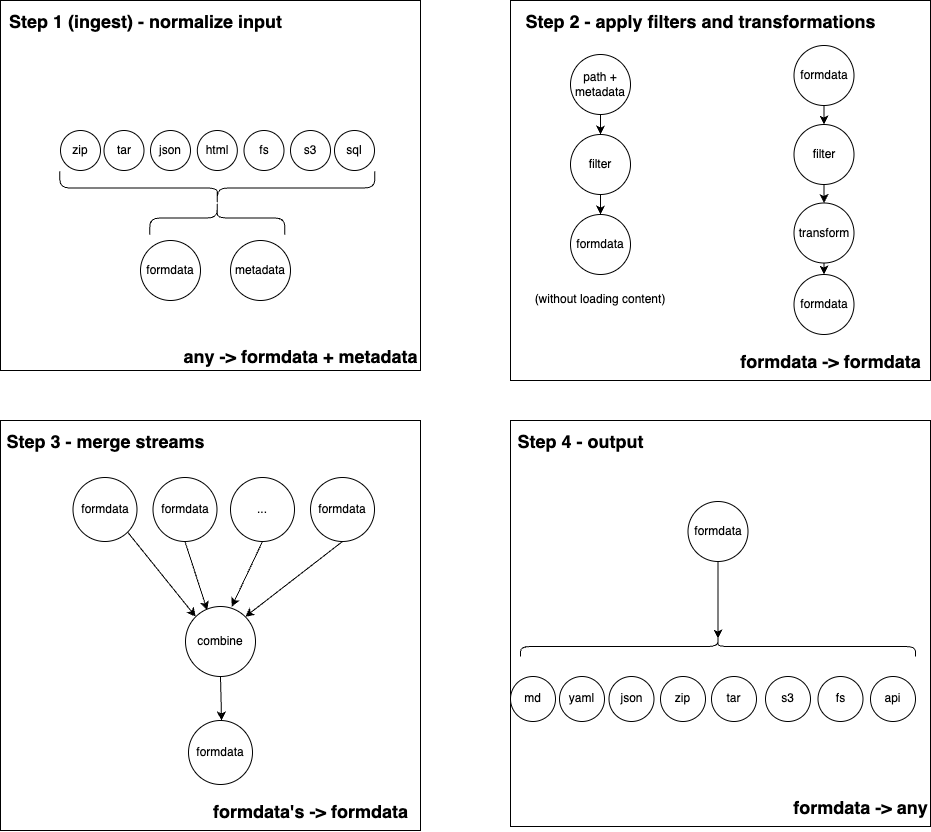 Step 1 (ingest) - normalize input
zip
tar
json
html
fs
s3
sql
formdata
metadata
any -> formdata + metadata
Step 2 - apply filters and transformations
path +
metadata
filter
formdata
(without loading content)
formdata
filter
transform
formdata
formdata -> formdata
Step 3 - merge streams
formdata
formdata
...
formdata
combine
formdata
formdata's -> formdata
Step 4 - output
formdata
md
yaml
json
zip
tar
s3
fs
api
formdata -> any